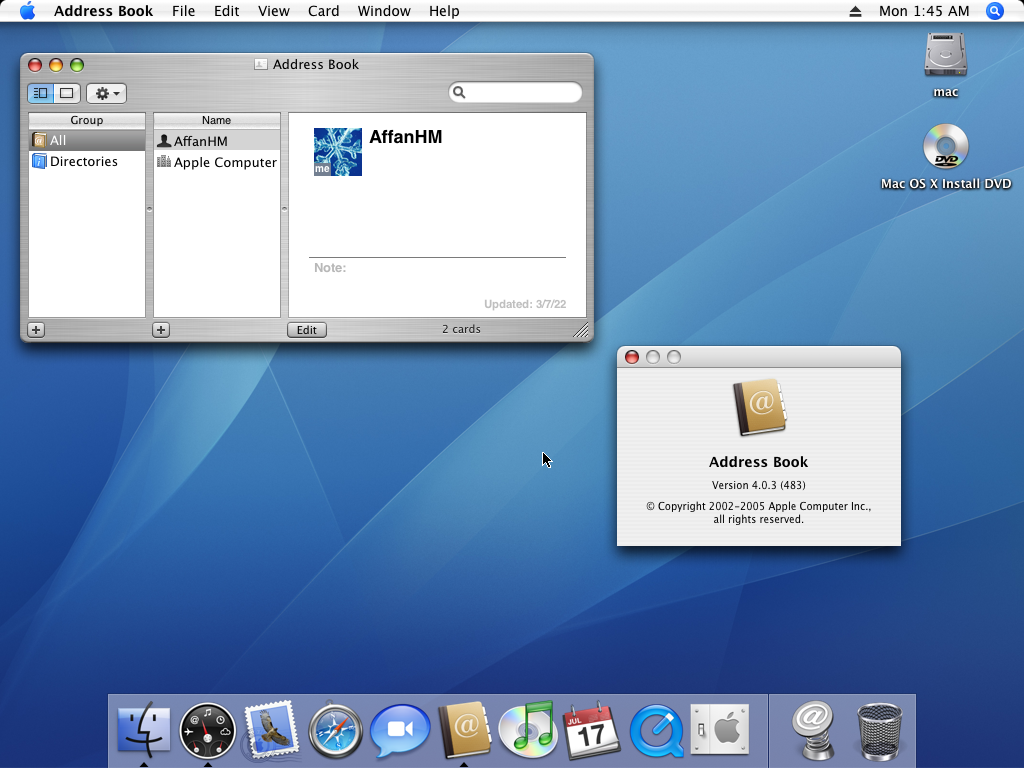 Address Book File Edit View Card Window Help Mon 1:45 AM
Address Book
Group Name
All
Directories
AffanHM
Apple Computer
me
AffanHM
Note:
Updated: 3/7/22
Edit 2 cards
mac
DVD
Mac OS X Install DVD
@
Address Book
Version 4.0.3 (483)
© Copyright 2002-2005 Apple Computer Inc.,
all rights reserved.
@
JUL
17
@